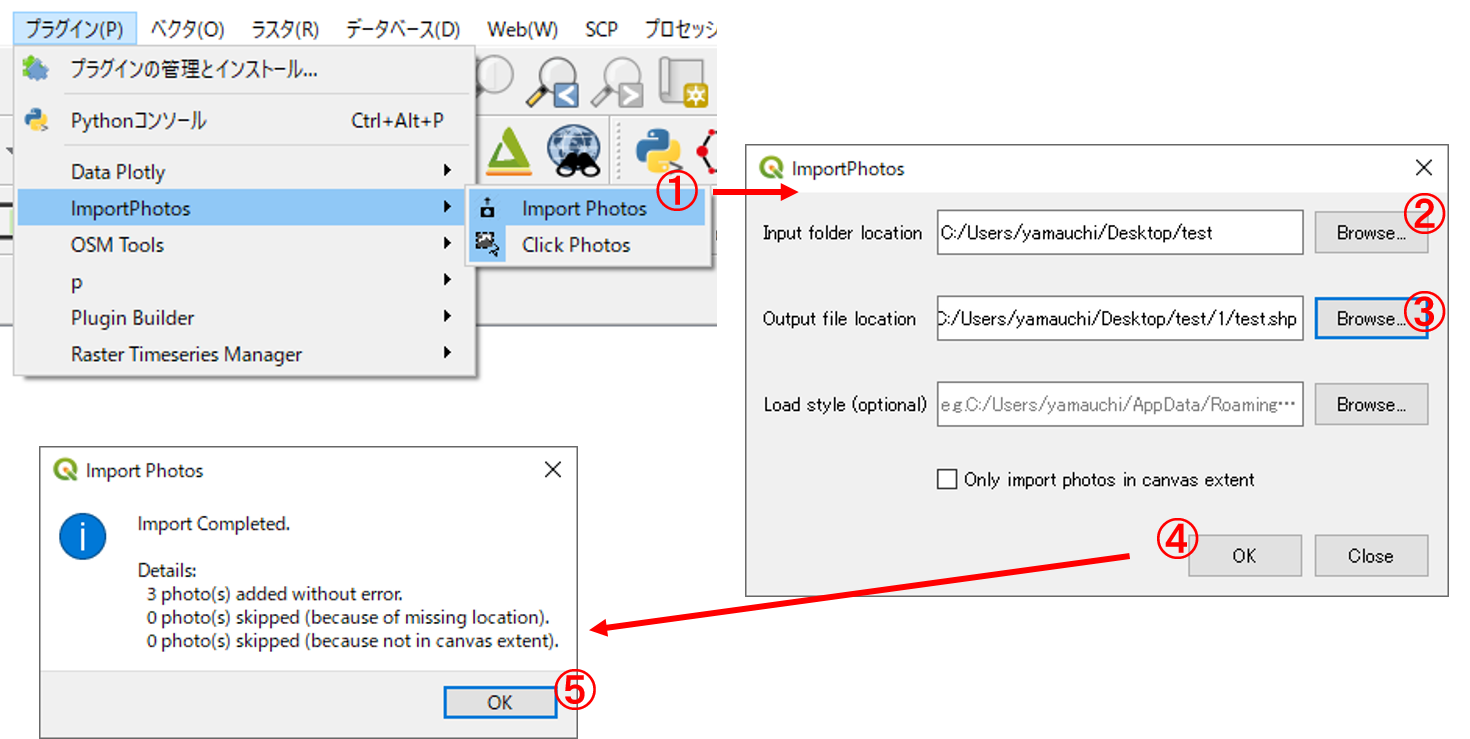 プラグイン(P) ベクタ(O) ラスタ(R) データベース(D) Web(W) SCP プロセッシ
プラグインの管理とインストール...
Pythonコンソール Ctrl+Alt+P
Data Plotly
ImportPhotos
OSM Tools
p
Plugin Builder
Raster Timeseries Manager
Import Photos ①
Click Photos
ImportPhotos
Input folder location C:/Users/yamauchi/Desktop/test Browse... ②
Output file location C:/Users/yamauchi/Desktop/test/1/test.shp Browse... ③
Load style (optional) e.g.C:/Users/yamauchi/AppData/Roaming… Browse...
Only import photos in canvas extent
④ OK Close
Import Photos
Import Completed.
Details:
3 photo(s) added without error.
0 photo(s) skipped (because of missing location).
0 photo(s) skipped (because not in canvas extent).
OK ⑤